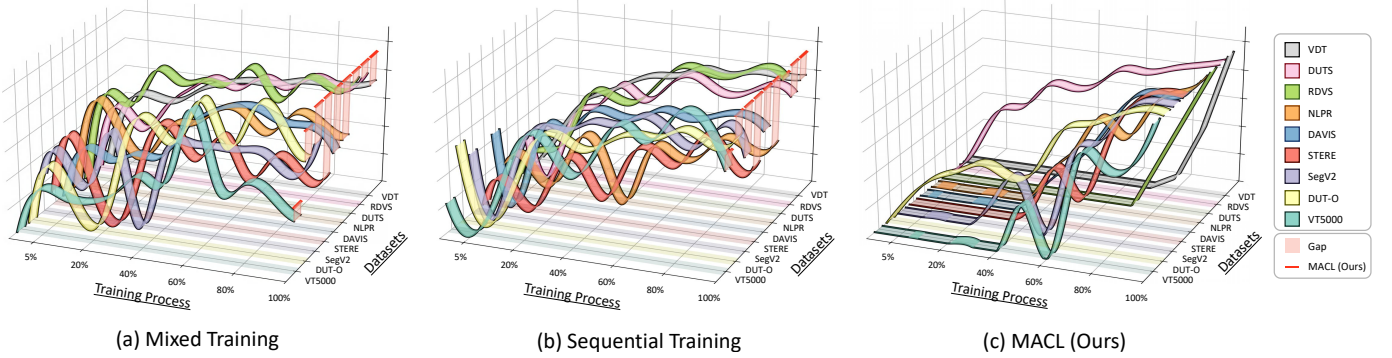 VDT
RDVS
DUTS
NLPR
DAVIS
STERE
SegV2
DUT-O
VT5000
Datasets
5%
20%
40%
60%
80%
100%
Training Process
(a) Mixed Training
VDT
RDVS
DUTS
NLPR
DAVIS
STERE
SegV2
DUT-O
VT5000
Datasets
5%
20%
40%
60%
80%
100%
Training Process
(b) Sequential Training
VDT
RDVS
DUTS
NLPR
DAVIS
STERE
SegV2
DUT-O
VT5000
Datasets
5%
20%
40%
60%
80%
100%
Training Process
(c) MACL (Ours)
VDT
DUTS
RDVS
NLPR
DAVIS
STERE
SegV2
DUT-O
VT5000
Gap
MACL (Ours)